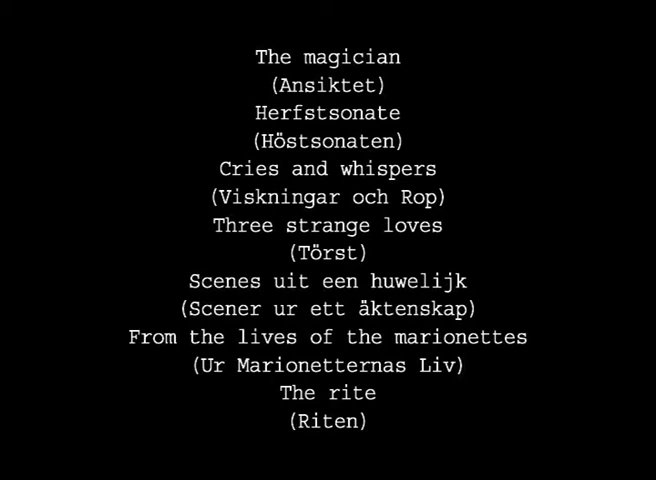 The magician
(Ansiktet)
Herfstsonate
(Höstsonaten)
Cries and whispers
(Viskningar och Rop)
Three strange loves
(Törst)
Scenes uit een huwelijk
(Scener ur ett äktenskap)
From the lives of the marionettes
(Ur Marionetternas Liv)
The rite
(Riten)